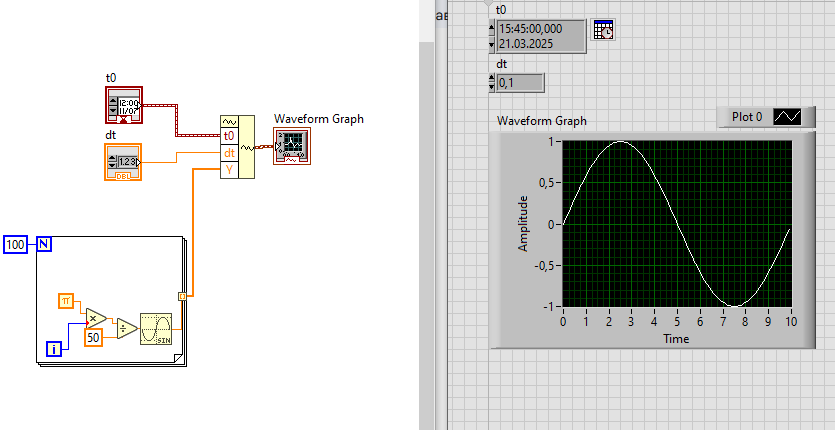 t0
12:00
11/07
dt
1.23
DBL
t0
dt
Y
Waveform Graph
100
N
π
×
÷
50
i
SIN
ав
t0
15:45:00,000
21.03.2025
dt
0,1
Waveform Graph
Plot 0
Amplitude
1
0,5
0
-0,5
-1
0 1 2 3 4 5 6 7 8 9 10
Time